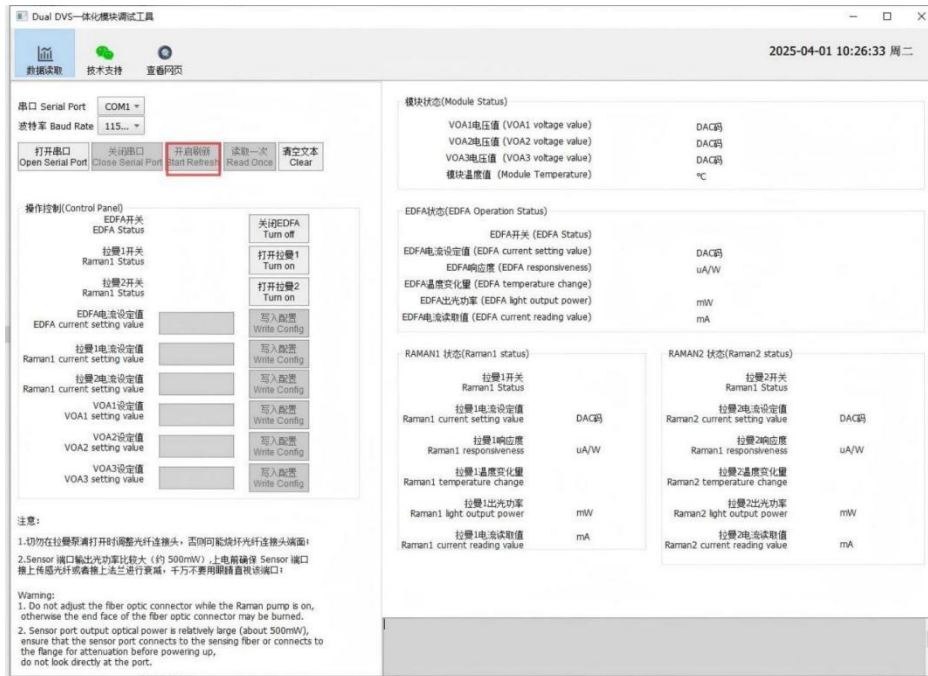 Dual DVS一体化模块调试工具
数据读取
技术支持
查看网页
2025-04-01 10:26:33 周二
串口 Serial Port
COM1
波特率 Baud Rate
115...
打开串口
Open Serial Port
关闭串口
Close Serial Port
开启刷新
Start Refresh
读取一次
Read Once
清空文本
Clear
操作控制(Control Panel)
EDFA开关
EDFA Status
关闭EDFA
Turn off
拉曼1开关
Raman1 Status
打开拉曼1
Turn on
拉曼2开关
Raman1 Status
打开拉曼2
Turn on
EDFA电流设定值
EDFA current setting value
写入配置
Write Config
拉曼1电流设定值
Raman1 current setting value
写入配置
Write Config
拉曼2电流设定值
Raman1 current setting value
写入配置
Write Config
VOA1设定值
VOA1 setting value
写入配置
Write Config
VOA2设定值
VOA2 setting value
写入配置
Write Config
VOA3设定值
VOA3 setting value
写入配置
Write Config
注意：
1.切勿在拉曼泵浦打开时调整光纤连接头，否则可能烧坏光纤连接头端面；
2.Sensor 端口输出光功率比较大（约 500mW）,上电前确保 Sensor 端口
接上传感光纤或者接上法兰进行衰减，千万不要用眼睛直视该端口；
Warning:
1. Do not adjust the fiber optic connector while the Raman pump is on,
otherwise the end face of the fiber optic connector may be burned.
2. Sensor port output optical power is relatively large (about 500mW),
ensure that the sensor port connects to the sensing fiber or connects to
the flange for attenuation before powering up,
do not look directly at the port.
模块状态(Module Status)
VOA1电压值 (VOA1 voltage value) DAC码
VOA2电压值 (VOA2 voltage value) DAC码
VOA3电压值 (VOA3 voltage value) DAC码
模块温度值 (Module Temperature) ℃
EDFA状态(EDFA Operation Status)
EDFA开关 (EDFA Status)
EDFA电流设定值 (EDFA current setting value) DAC码
EDFA响应度 (EDFA responsiveness) uA/W
EDFA温度变化量 (EDFA temperature change)
EDFA出光功率 (EDFA light output power) mW
EDFA电流读取值 (EDFA current reading value) mA
RAMAN1 状态(Raman1 status)
拉曼1开关
Raman1 Status
拉曼1电流设定值
Raman1 current setting value DAC码
拉曼1响应度
Raman1 responsiveness uA/W
拉曼1温度变化量
Raman1 temperature change
拉曼1出光功率
Raman1 light output power mW
拉曼1电流读取值
Raman1 current reading value mA
RAMAN2 状态(Raman2 status)
拉曼2开关
Raman1 Status
拉曼2电流设定值
Raman2 current setting value DAC码
拉曼2响应度
Raman1 responsiveness uA/W
拉曼2温度变化量
Raman2 temperature change
拉曼2出光功率
Raman2 light output power mW
拉曼2电流读取值
Raman2 current reading value mA